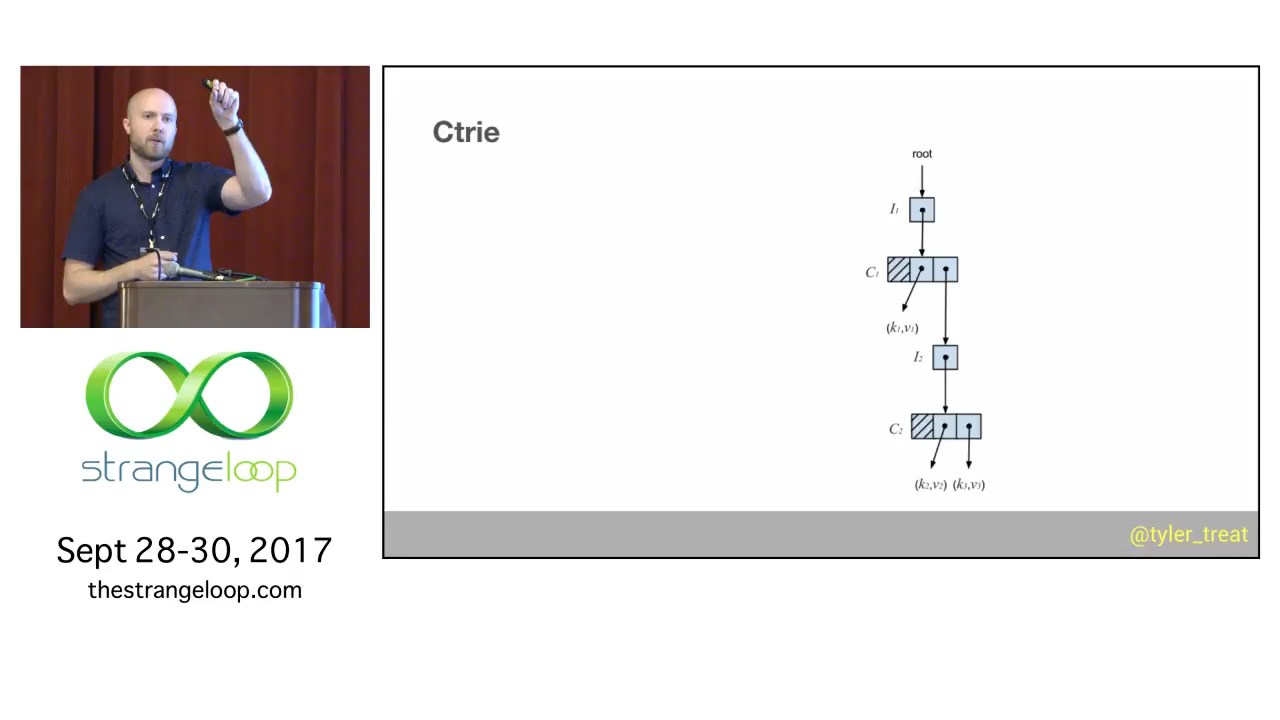 Ctrie
root
I1
C1
(k1,v1)
I2
C2
(k2,v2) (k3,v3)
@tyler_treat
strangeloop
Sept 28-30, 2017
thestrangeloop.com